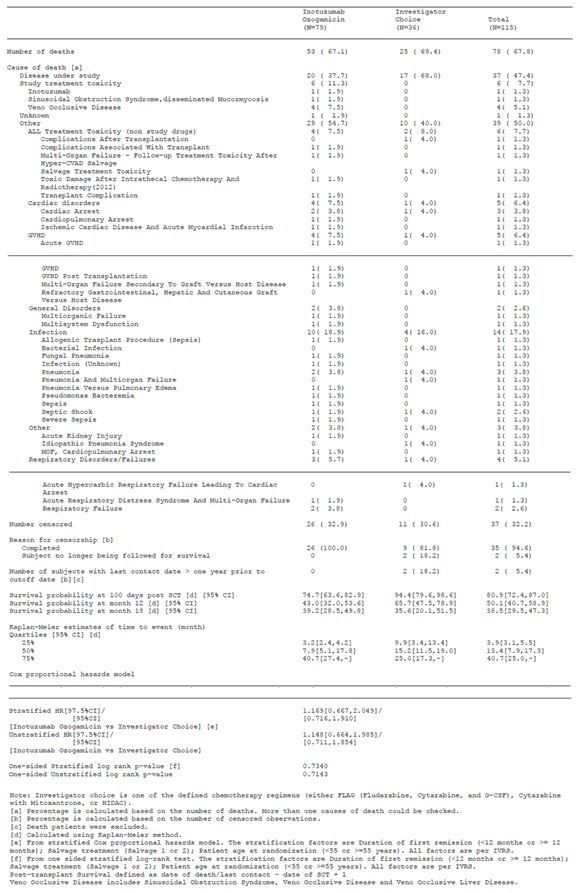 Inotuzumab Investigator
Ozogamicin Choice Total
(N=79) (N=36) (N=115)
Number of deaths 53 ( 67.1) 25 ( 69.4) 78 ( 67.8)
Cause of death [a]
Disease under study 20 ( 37.7) 17 ( 68.0) 37 ( 47.4)
Study treatment toxicity 6 ( 11.3) 0 6 ( 7.7)
Inotuzumab 1( 1.9) 0 1( 1.3)
Sinusoidal Obstruction Syndrome,disseminated Mucormycosis 1( 1.9) 0 1( 1.3)
Veno Occlusive Disease 4( 7.5) 0 4( 5.1)
Unknown 1 ( 1.9) 0 1 ( 1.3)
Other 29 ( 54.7) 10 ( 40.0) 39 ( 50.0)
ALL Treatment Toxicity (non study drugs) 4( 7.5) 2( 8.0) 6( 7.7)
Complications After Transplantation 0 1( 4.0) 1( 1.3)
Complications Associated With Transplant 1( 1.9) 0 1( 1.3)
Multi-Organ Failure - Follow-up Treatment Toxicity After 1( 1.9) 0 1( 1.3)
Hyper-CVAD Salvage
Salvage Treatment Toxicity 0 1( 4.0) 1( 1.3)
Toxic Damage After Intrathecal Chemotherapy And 1( 1.9) 0 1( 1.3)
Radiotherapy(2012)
Transplant Complication 1( 1.9) 0 1( 1.3)
Cardiac disorders 4( 7.5) 1( 4.0) 5( 6.4)
Cardiac Arrest 2( 3.8) 1( 4.0) 3( 3.8)
Cardiopulmonary Arrest 1( 1.9) 0 1( 1.3)
Ischemic Cardiac Disease And Acute Myocardial Infarction 1( 1.9) 0 1( 1.3)
GVHD 4( 7.5) 1( 4.0) 5( 6.4)
Acute GVHD 1( 1.9) 0 1( 1.3)
GVHD 1( 1.9) 0 1( 1.3)
GVHD Post Transplantation 1( 1.9) 0 1( 1.3)
Multi-Organ Failure Secondary To Graft Versus Host Disease 1( 1.9) 0 1( 1.3)
Refractory Gastrointestinal, Hepatic And Cutaneous Graft 0 1( 4.0) 1( 1.3)
Versus Host Disease
General Disorders 2( 3.8) 0 2( 2.6)
Multiorganic Failure 1( 1.9) 0 1( 1.3)
Multisystem Dysfunction 1( 1.9) 0 1( 1.3)
Infection 10( 18.9) 4( 16.0) 14( 17.9)
Allogenic Trasplant Procedure (Sepsis) 1( 1.9) 0 1( 1.3)
Bacterial Infection 0 1( 4.0) 1( 1.3)
Fungal Pneumonia 1( 1.9) 0 1( 1.3)
Infection (Unknown) 1( 1.9) 0 1( 1.3)
Pneumonia 2( 3.8) 1( 4.0) 3( 3.8)
Pneumonia And Multiorgan Failure 0 1( 4.0) 1( 1.3)
Pneumonia Versus Pulmonary Edema 1( 1.9) 0 1( 1.3)
Pseudomonas Bacteremia 1( 1.9) 0 1( 1.3)
Sepsis 1( 1.9) 0 1( 1.3)
Septic Shock 1( 1.9) 1( 4.0) 2( 2.6)
Severe Sepsis 1( 1.9) 0 1( 1.3)
Other 2( 3.8) 1( 4.0) 3( 3.8)
Acute Kidney Injury 1( 1.9) 0 1( 1.3)
Idiopathic Pneumonia Syndrome 0 1( 4.0) 1( 1.3)
MOF, Cardiopulmonary Arrest 1( 1.9) 0 1( 1.3)
Respiratory Disorders/Failures 3( 5.7) 1( 4.0) 4( 5.1)
Acute Hypercarbic Respiratory Failure Leading To Cardiac 0 1( 4.0) 1( 1.3)
Arrest
Acute Respiratory Distress Syndrome And Multi-Organ Failure 1( 1.9) 0 1( 1.3)
Respiratory Failure 2( 3.8) 0 2( 2.6)
Number censored 26 ( 32.9) 11 ( 30.6) 37 ( 32.2)
Reason for censorship [b]
Completed 26 (100.0) 9 ( 81.8) 35 ( 94.6)
Subject no longer being followed for survival 0 2 ( 18.2) 2 ( 5.4)
Number of subjects with last contact date > one year prior to 0 2 ( 18.2) 2 ( 5.4)
cutoff date [b][c]
Survival probability at 100 days post SCT [d] [95% CI] 74.7[63.6,82.9] 94.4[79.6,98.6] 80.9[72.4,87.0]
Survival probability at month 12 [d] [95% CI] 43.0[32.0,53.6] 65.7[47.5,78.9] 50.1[40.7,58.9]
Survival probability at month 18 [d] [95% CI] 39.2[28.5,49.8] 35.6[20.1,51.5] 38.5[29.5,47.3]
Kaplan-Meier estimates of time to event (month)
Quartiles [95% CI] [d]
25% 3.2[2.4,4.2] 9.9[3.4,13.4] 3.9[3.1,5.5]
50% 7.9[5.1,17.8] 15.2[11.5,19.0] 13.4[7.9,17.3]
75% 40.7[27.4,-] 25.0[17.3,-] 40.7[25.0,-]
Cox proportional hazards model
Stratified HR[97.5%CI]/ 1.169[0.667,2.049]/
[95%CI] [0.716,1.910]
[Inotuzumab Ozogamicin vs Investigator Choice] [e]
Unstratified HR[97.5%CI]/ 1.148[0.664,1.985]/
[95%CI] [0.711,1.854]
[Inotuzumab Ozogamicin vs Investigator Choice]
One-sided Stratified log rank p-value [f] 0.7340
One-sided Unstratified log rank p-value 0.7143
Note: Investigator choice is one of the defined chemotherapy regimens (either FLAG (Fludarabine, Cytarabine, and G-CSF), Cytarabine
with Mitoxantrone, or HIDAC).
[a] Percentage is calculated based on the number of deaths. More than one causes of death could be checked.
[b] Percentage is calculated based on the number of censored observations.
[c] Death patients were excluded.
[d] Calculated using Kaplan-Meier method.
[e] From stratified Cox proportional hazards model. The stratification factors are Duration of first remission (<12 months or >= 12
months); Salvage treatment (Salvage 1 or 2); Patient age at randomization (<55 or >=55 years). All factors are per IVRS.
[f] From one sided stratified log-rank test. The stratification factors are Duration of first remission (<12 months or >= 12 months);
Salvage treatment (Salvage 1 or 2); Patient age at randomization (<55 or >=55 years). All factors are per IVRS.
Post-transplant Survival defined as date of death/last contact - date of SCT + 1
Veno Occlusive Disease includes Sinusoidal Obstruction Syndrome, Veno Occlusive Disease and Veno Occlusive Liver Disease.